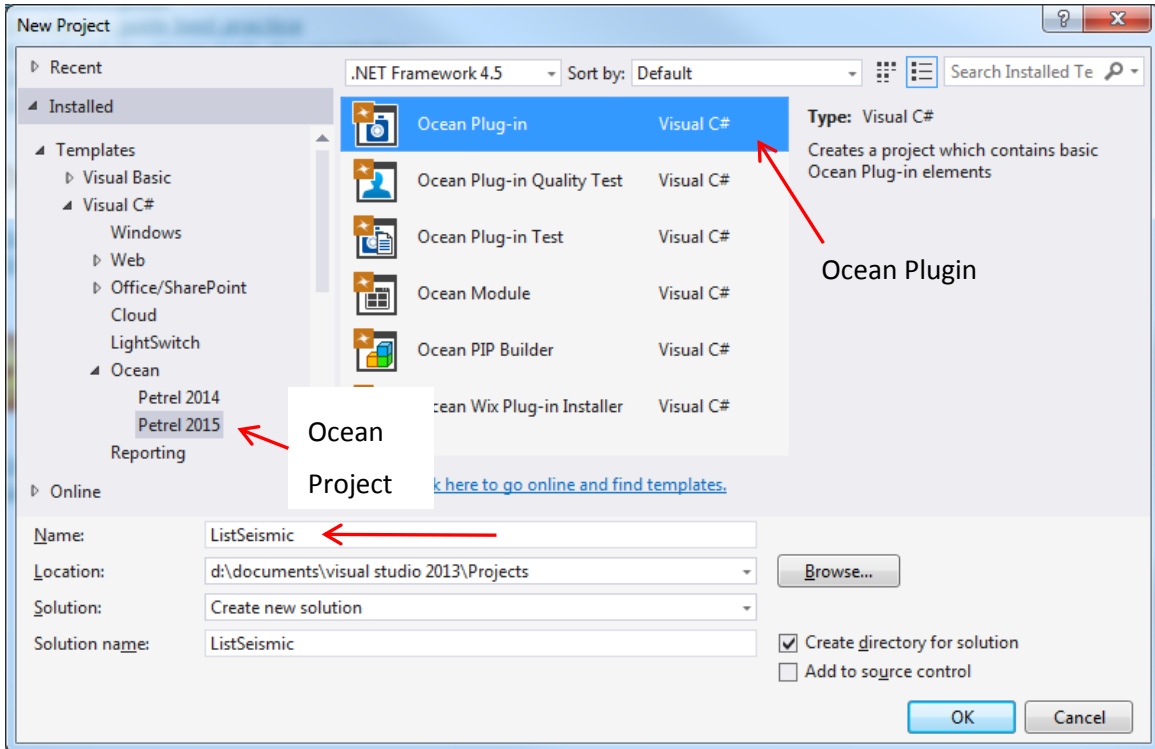 New Project
Recent
.NET Framework 4.5 Sort by: Default Search Installed Te
Installed
Templates
Visual Basic
Visual C#
Windows
Web
Office/SharePoint
Cloud
LightSwitch
Ocean
Petrel 2014
Petrel 2015
Reporting
Online
Ocean Plug-in Visual C#
Ocean Plug-in Quality Test Visual C#
Ocean Plug-in Test Visual C#
Ocean Module Visual C#
Ocean PIP Builder Visual C#
cean Wix Plug-in Installer Visual C#
k here to go online and find templates.
Type: Visual C#
Creates a project which contains basic
Ocean Plug-in elements
Ocean Plugin
Ocean
Project
Name: ListSeismic
Location: d:\documents\visual studio 2013\Projects Browse...
Solution: Create new solution
Solution name: ListSeismic
Create directory for solution
Add to source control
OK Cancel